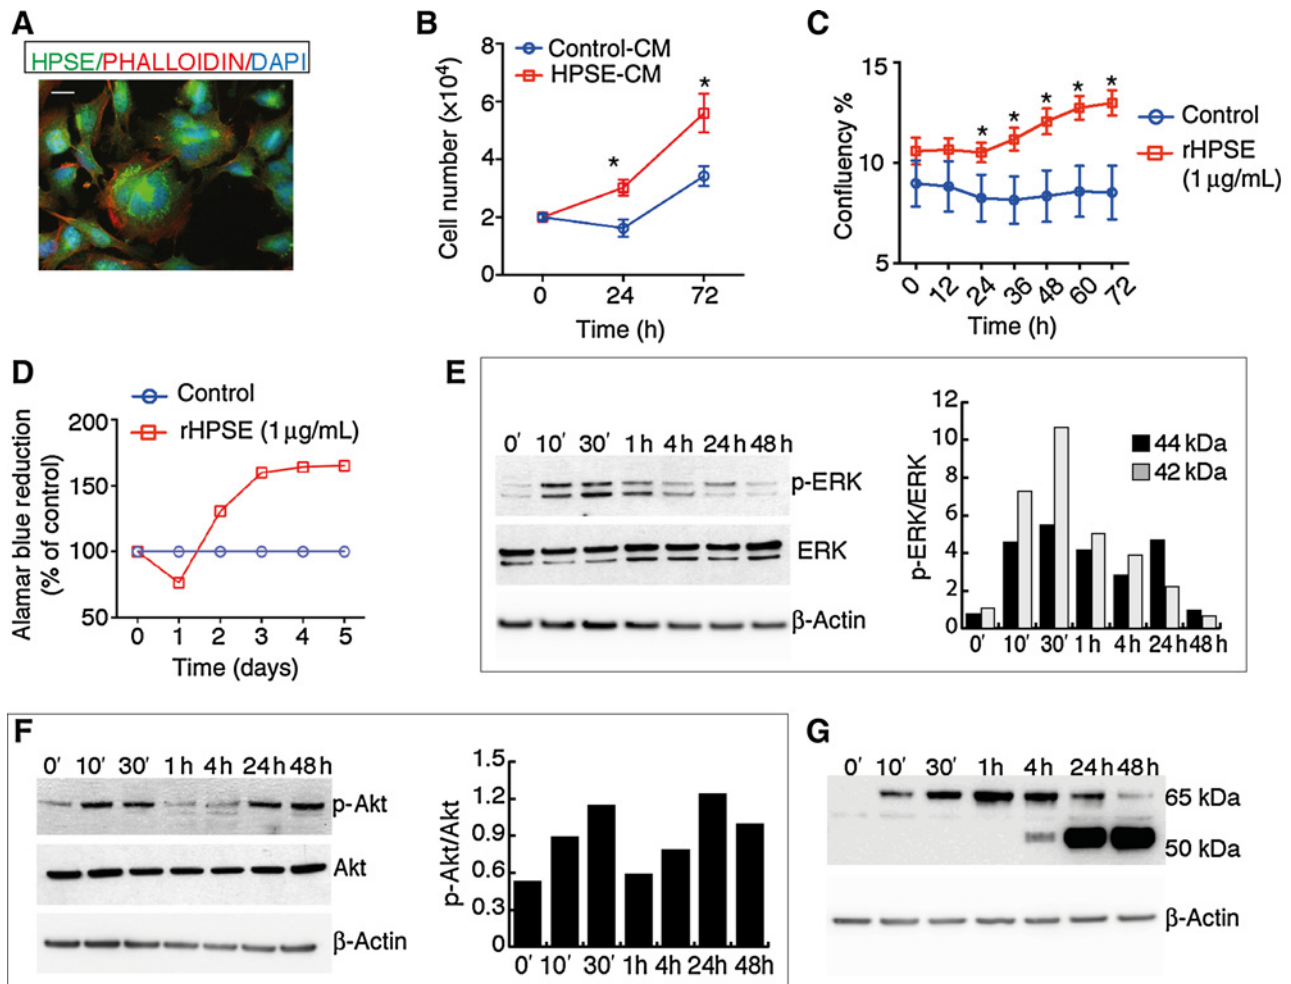 A
HPSE/PHALLOIDIN/DAPI
B
8
6
4
2
0
Cell number (×10⁴)
Control-CM
HPSE-CM
*
*
0 24 72
Time (h)
C
15
10
5
Confluency %
* * * * *
Control
rHPSE
(1 µg/mL)
0 12 24 36 48 60 72
Time (h)
D
Control
rHPSE (1 µg/mL)
200
150
100
50
Alamar blue reduction
(% of control)
0 1 2 3 4 5
Time (days)
E
0′ 10′ 30′ 1 h 4 h 24 h 48 h
p-ERK
ERK
β-Actin
12
10
8
6
4
2
0
p-ERK/ERK
44 kDa
42 kDa
0′ 10′ 30′ 1 h 4 h 24 h 48 h
F
0′ 10′ 30′ 1 h 4 h 24 h 48 h
p-Akt
Akt
β-Actin
1.5
1.2
0.9
0.6
0.3
0
p-Akt/Akt
0′ 10′ 30′ 1h 4h 24h 48h
G
0′ 10′ 30′ 1h 4h 24h 48h
65 kDa
50 kDa
β-Actin